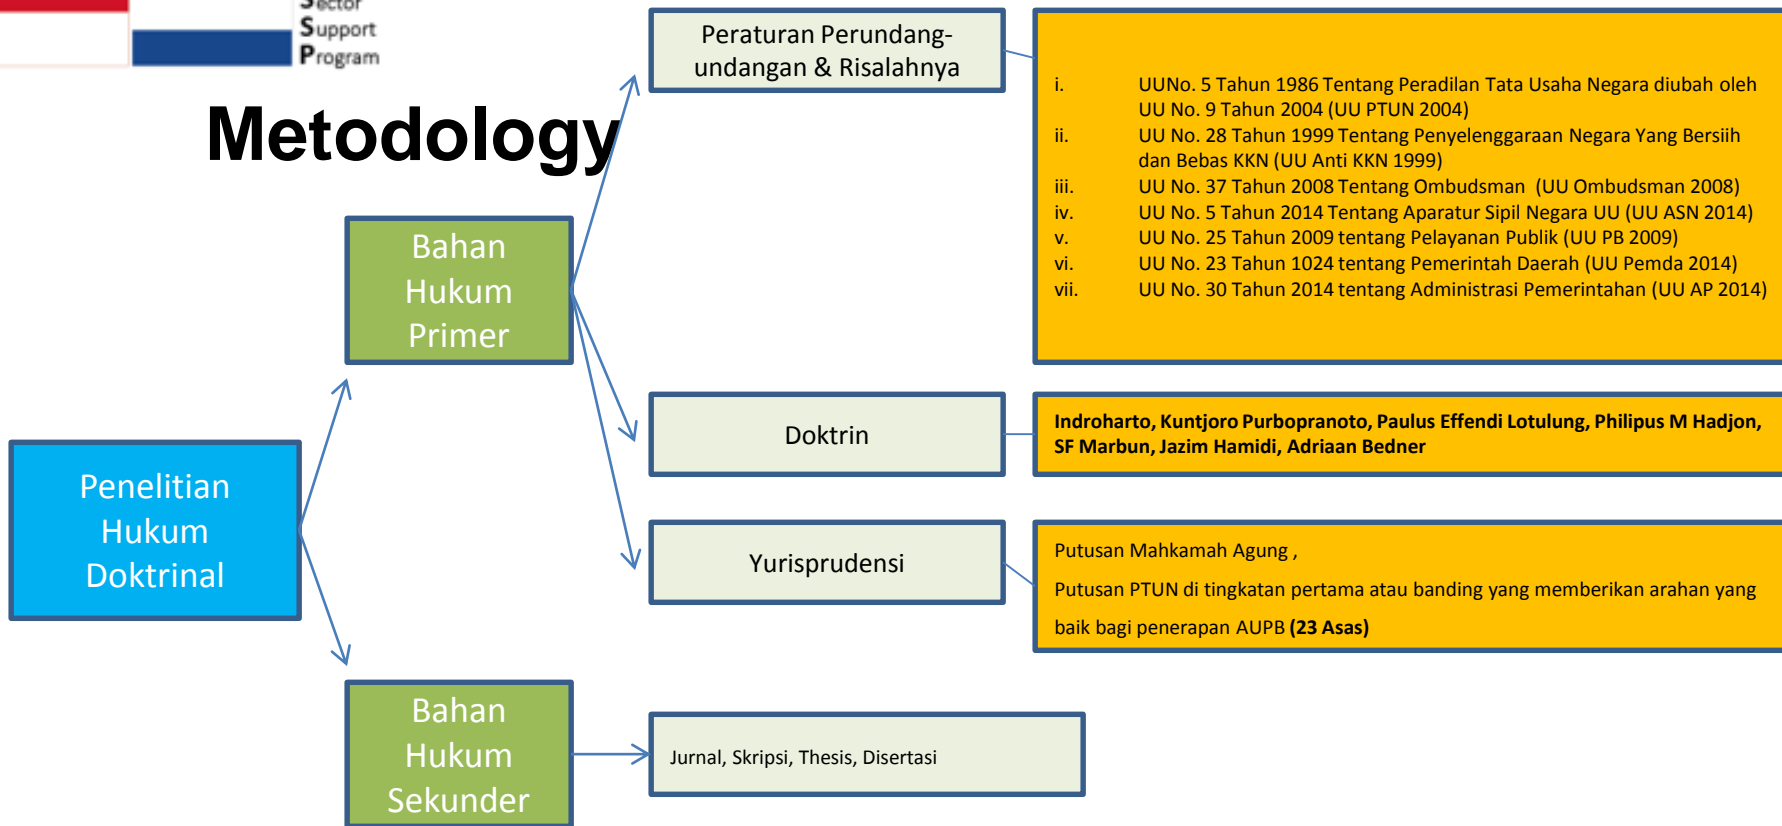 Sector
Support
Program
Metodology
Peraturan Perundang-
undangan & Risalahnya
i. UUNo. 5 Tahun 1986 Tentang Peradilan Tata Usaha Negara diubah oleh
UU No. 9 Tahun 2004 (UU PTUN 2004)
ii. UU No. 28 Tahun 1999 Tentang Penyelenggaraan Negara Yang Bersiih
dan Bebas KKN (UU Anti KKN 1999)
iii. UU No. 37 Tahun 2008 Tentang Ombudsman (UU Ombudsman 2008)
iv. UU No. 5 Tahun 2014 Tentang Aparatur Sipil Negara UU (UU ASN 2014)
v. UU No. 25 Tahun 2009 tentang Pelayanan Publik (UU PB 2009)
vi. UU No. 23 Tahun 1024 tentang Pemerintah Daerah (UU Pemda 2014)
vii. UU No. 30 Tahun 2014 tentang Administrasi Pemerintahan (UU AP 2014)
Bahan
Hukum
Primer
Doktrin
Indroharto, Kuntjoro Purbopranoto, Paulus Effendi Lotulung, Philipus M Hadjon,
SF Marbun, Jazim Hamidi, Adriaan Bedner
Penelitian
Hukum
Doktrinal
Yurisprudensi
Putusan Mahkamah Agung ,
Putusan PTUN di tingkatan pertama atau banding yang memberikan arahan yang
baik bagi penerapan AUPB (23 Asas)
Bahan
Hukum
Sekunder
Jurnal, Skripsi, Thesis, Disertasi